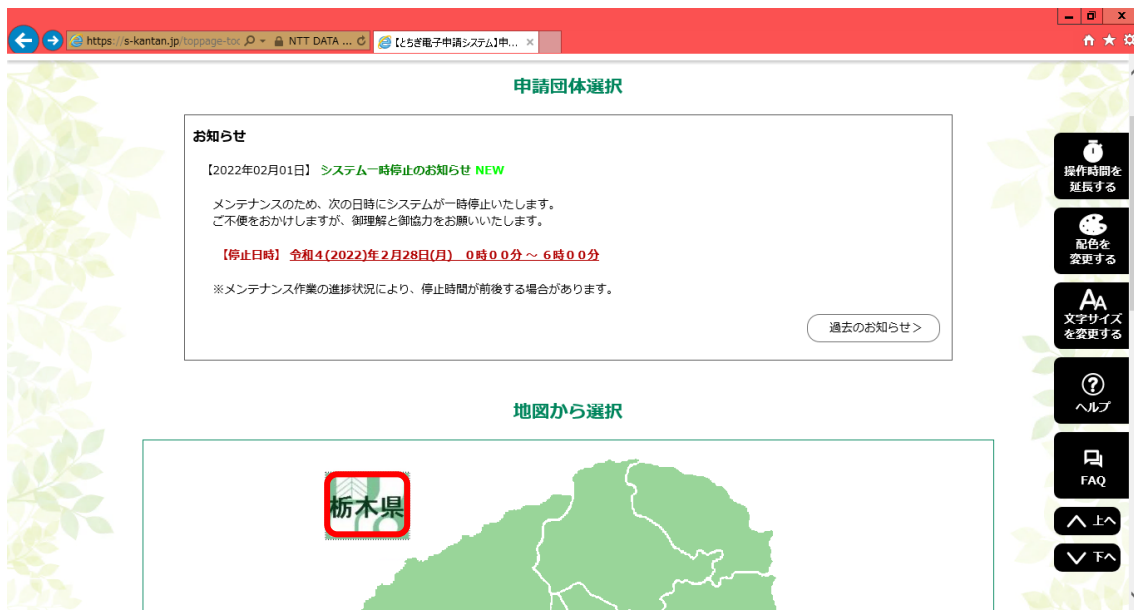 https://s-kantan.jp/toppage-toc
NTT DATA ...
【とちぎ電子申請システム】申...
申請団体選択
お知らせ
【2022年02月01日】 システム一時停止のお知らせ NEW
メンテナンスのため、次の日時にシステムが一時停止いたします。
ご不便をおかけしますが、御理解と御協力をお願いいたします。
【停止日時】 令和4(2022)年2月28日(月) 0時00分 ~ 6時00分
※メンテナンス作業の進捗状況により、停止時間が前後する場合があります。
過去のお知らせ＞
地図から選択
栃木県
操作時間を
延長する
配色を
変更する
AA
文字サイズ
を変更する
ヘルプ
FAQ
上へ
下へ